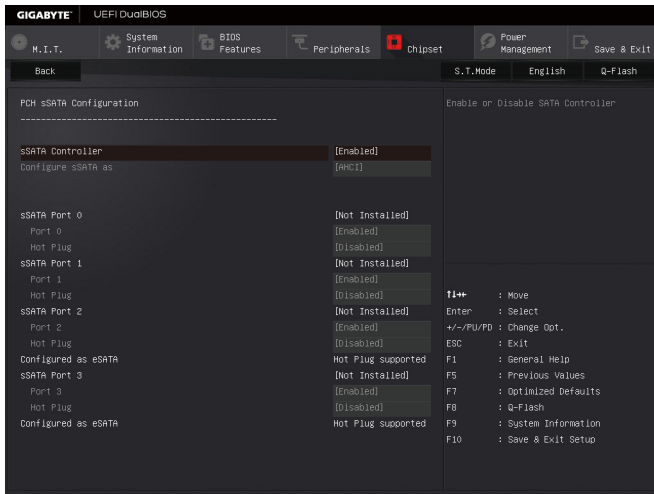 GIGABYTE™ UEFI DualBIOS
M.I.T. System Information BIOS Features Peripherals Chipset Power Management Save & Exit
Back S.T.Mode English Q-Flash
PCH sSATA Configuration Enable or Disable SATA Controller
--------------------------------------------------
sSATA Controller [Enabled]
Configure sSATA as [AHCI]
sSATA Port 0 [Not Installed]
Port 0 [Enabled]
Hot Plug [Disabled]
sSATA Port 1 [Not Installed]
Port 1 [Enabled]
Hot Plug [Disabled]
sSATA Port 2 [Not Installed]
Port 2 [Enabled]
Hot Plug [Disabled]
Configured as eSATA Hot Plug supported
sSATA Port 3 [Not Installed]
Port 3 [Enabled]
Hot Plug [Disabled]
Configured as eSATA Hot Plug supported
↑↓→← : Move
Enter : Select
+/-/PU/PD : Change Opt.
ESC : Exit
F1 : General Help
F5 : Previous Values
F7 : Optimized Defaults
F8 : Q-Flash
F9 : System Information
F10 : Save & Exit Setup